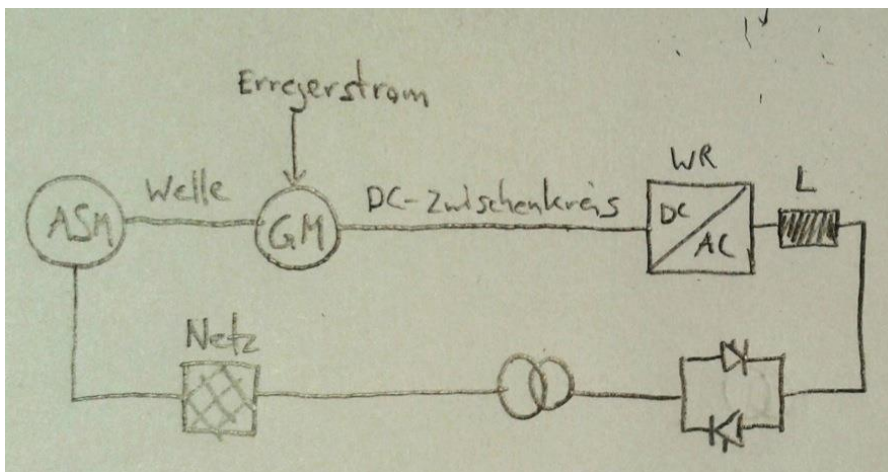 Erregerstrom
WR
L
Welle
DC-Zwischenkreis
DC
AC
ASM
GM
Netz